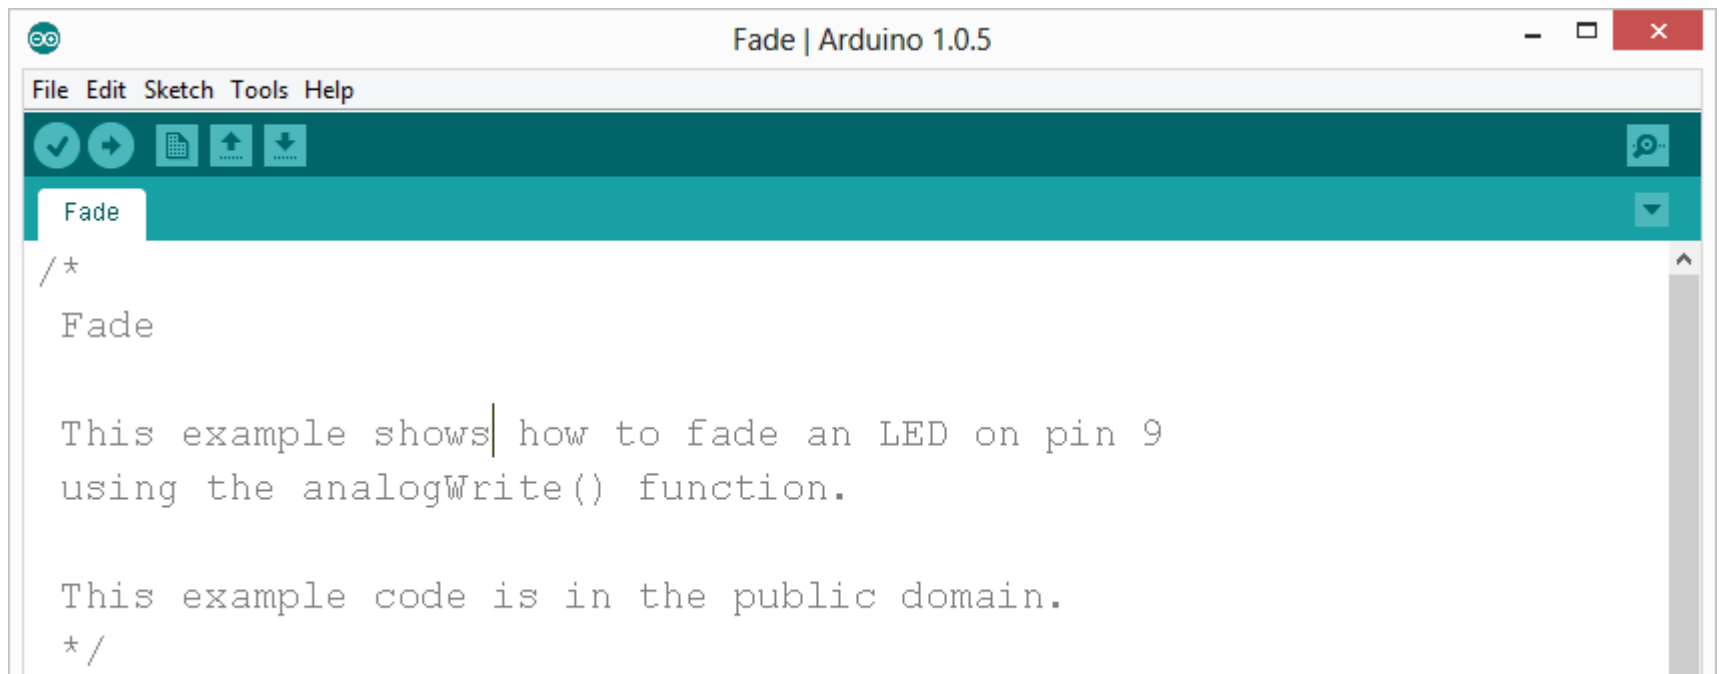 Fade | Arduino 1.0.5
File Edit Sketch Tools Help
Fade
/*
Fade
This example shows how to fade an LED on pin 9
using the analogWrite() function.
This example code is in the public domain.
*/